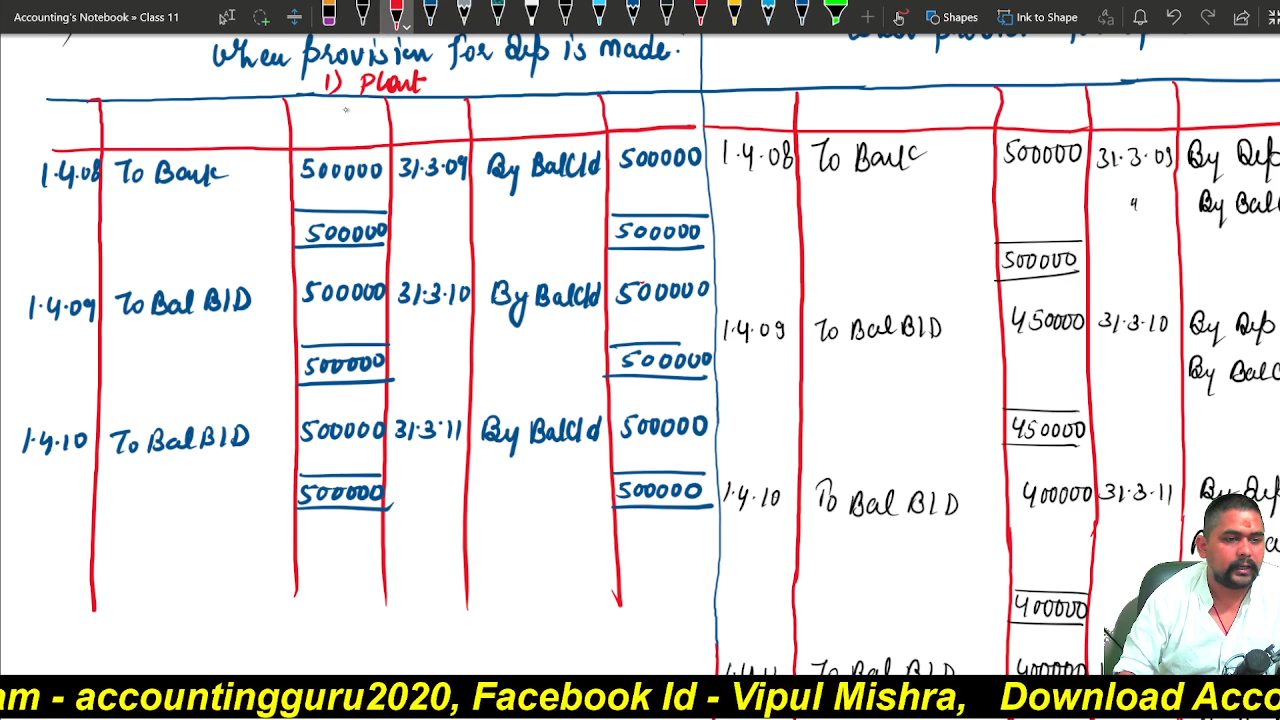 Accounting's Notebook » Class 11
Shapes
Ink to Shape
When provision for dep is made.
1) Plant
1.4.08 To Bank 500000 31.3.09 By Bal C/d 500000
500000 500000
1.4.09 To Bal B/D 500000 31.3.10 By Bal C/d 500000
500000 500000
1.4.10 To Bal B/D 500000 31.3.11 By Bal C/d 500000
500000 500000
1.4.08 To Bank 500000 31.3.09 By Dep
" By Bal
500000
1.4.09 To Bal B/D 450000 31.3.10 By Dep
By Bal C
450000
1.4.10 To Bal B/D 400000 31.3.11 By Dep
400000
To Bal B/D 400000
am - accountingguru2020, Facebook Id - Vipul Mishra, Download Acco